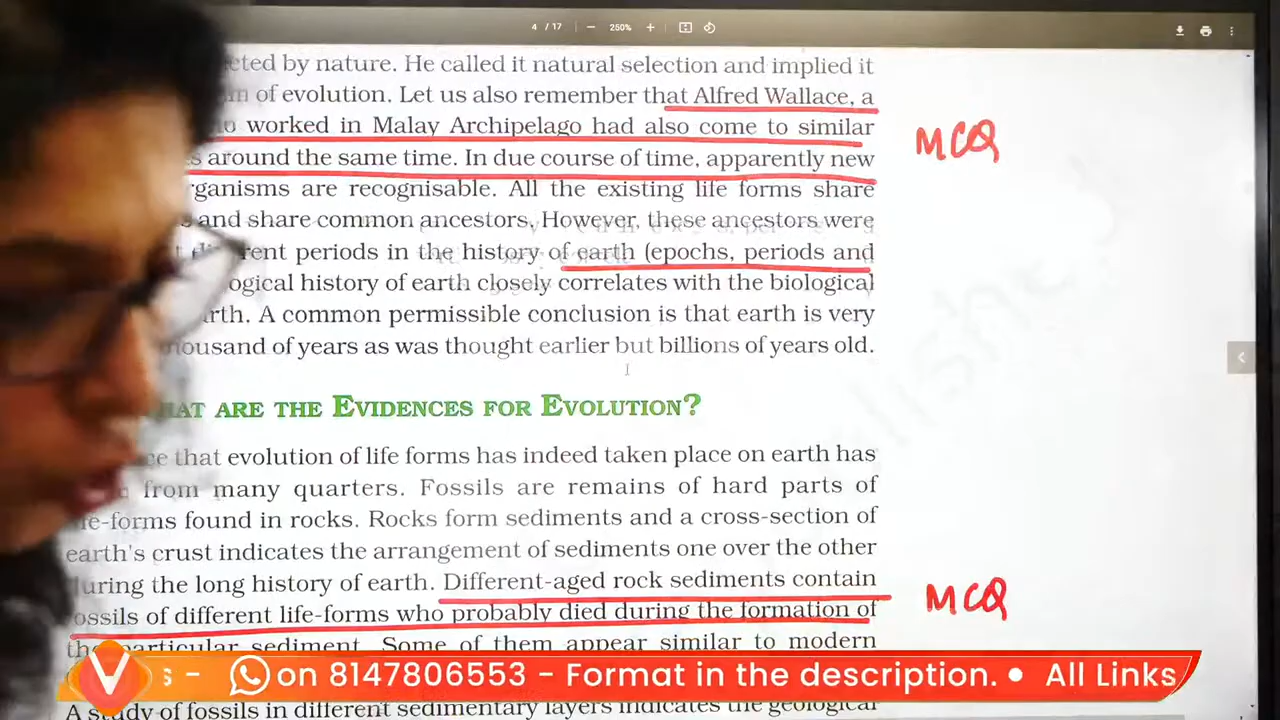 4 / 17 − 250% +
cted by nature. He called it natural selection and implied it
of evolution. Let us also remember that Alfred Wallace, a
worked in Malay Archipelago had also come to similar
MCQ
s around the same time. In due course of time, apparently new
rganisms are recognisable. All the existing life forms share
and share common ancestors. However, these ancestors were
different periods in the history of earth (epochs, periods and
ogical history of earth closely correlates with the biological
rth. A common permissible conclusion is that earth is very
housand of years as was thought earlier but billions of years old.
HAT ARE THE EVIDENCES FOR EVOLUTION?
that evolution of life forms has indeed taken place on earth has
from many quarters. Fossils are remains of hard parts of
life-forms found in rocks. Rocks form sediments and a cross-section of
earth's crust indicates the arrangement of sediments one over the other
during the long history of earth. Different-aged rock sediments contain
MCQ
fossils of different life-forms who probably died during the formation of
the particular sediment. Some of them appear similar to modern
V s - on 8147806553 - Format in the description. ● All Links
A study of fossils in different sedimentary layers indicates the geological